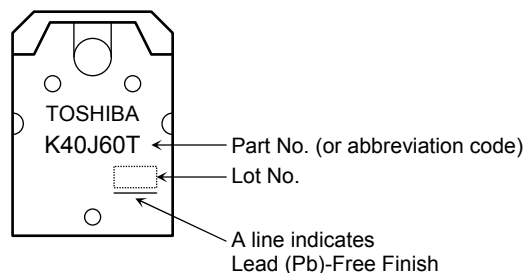 TOSHIBA
K40J60T
Part No. (or abbreviation code)
Lot No.
A line indicates
Lead (Pb)-Free Finish